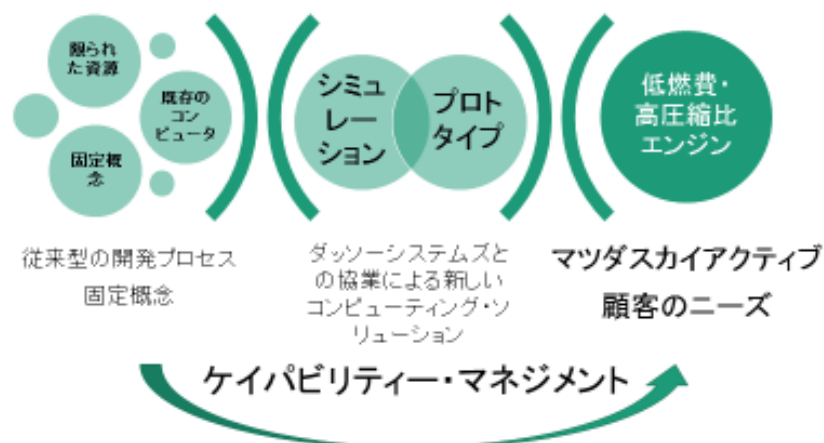 限られ
た資源
既存の
コン
ピュータ
固定概
念
シミュ
レー
ション
プロト
タイプ
低燃費・
高圧縮比
エンジン
従来型の開発プロセス
固定概念
ダッソーシステムズと
の協業による新しい
コンピューティング・ソ
リューション
マツダスカイアクティブ
顧客のニーズ
ケイパビリティー・マネジメント